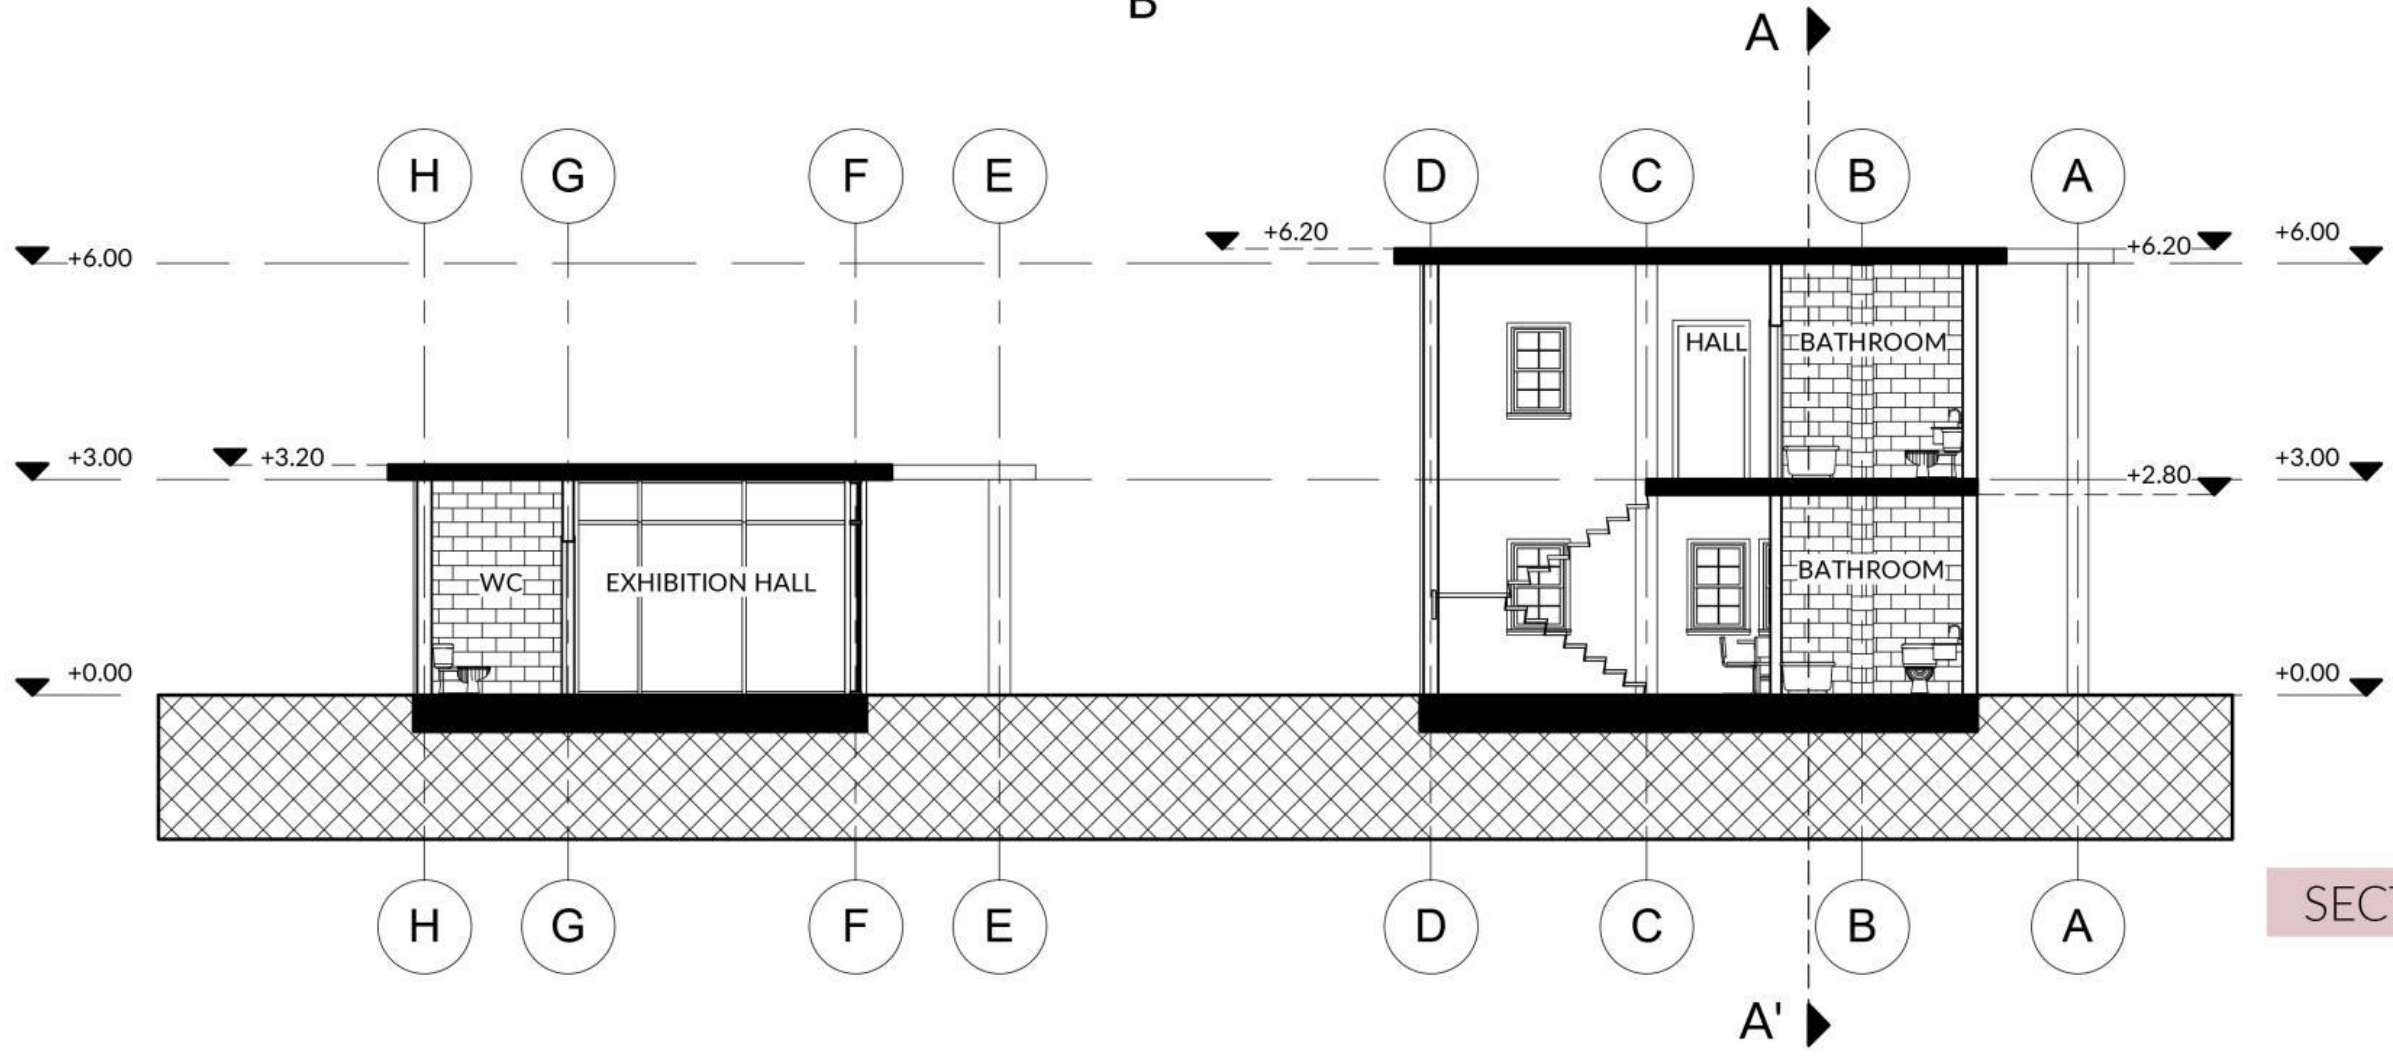 B
A
H G F E D C B A
+6.20
+6.00 +6.20 +6.00
HALL BATHROOM
+3.00 +3.20 +2.80 +3.00
WC EXHIBITION HALL BATHROOM
+0.00 +0.00
SECT
H G F E D C B A
A'